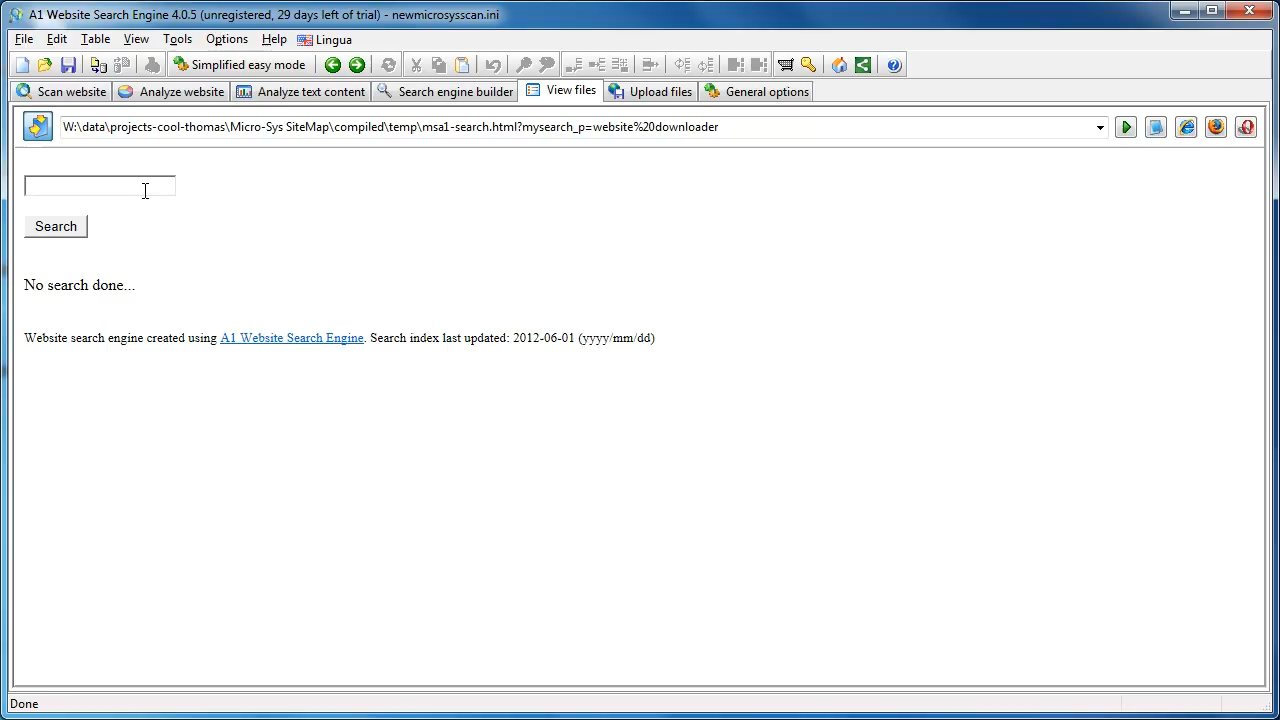 A1 Website Search Engine 4.0.5 (unregistered, 29 days left of trial) - newmicrosysscan.ini
File Edit Table View Tools Options Help Lingua
Simplified easy mode
Scan website Analyze website Analyze text content Search engine builder View files Upload files General options
W:\data\projects-cool-thomas\Micro-Sys SiteMap\compiled\temp\msa1-search.html?mysearch_p=website%20downloader
Search
No search done...
Website search engine created using A1 Website Search Engine. Search index last updated: 2012-06-01 (yyyy/mm/dd)
Done